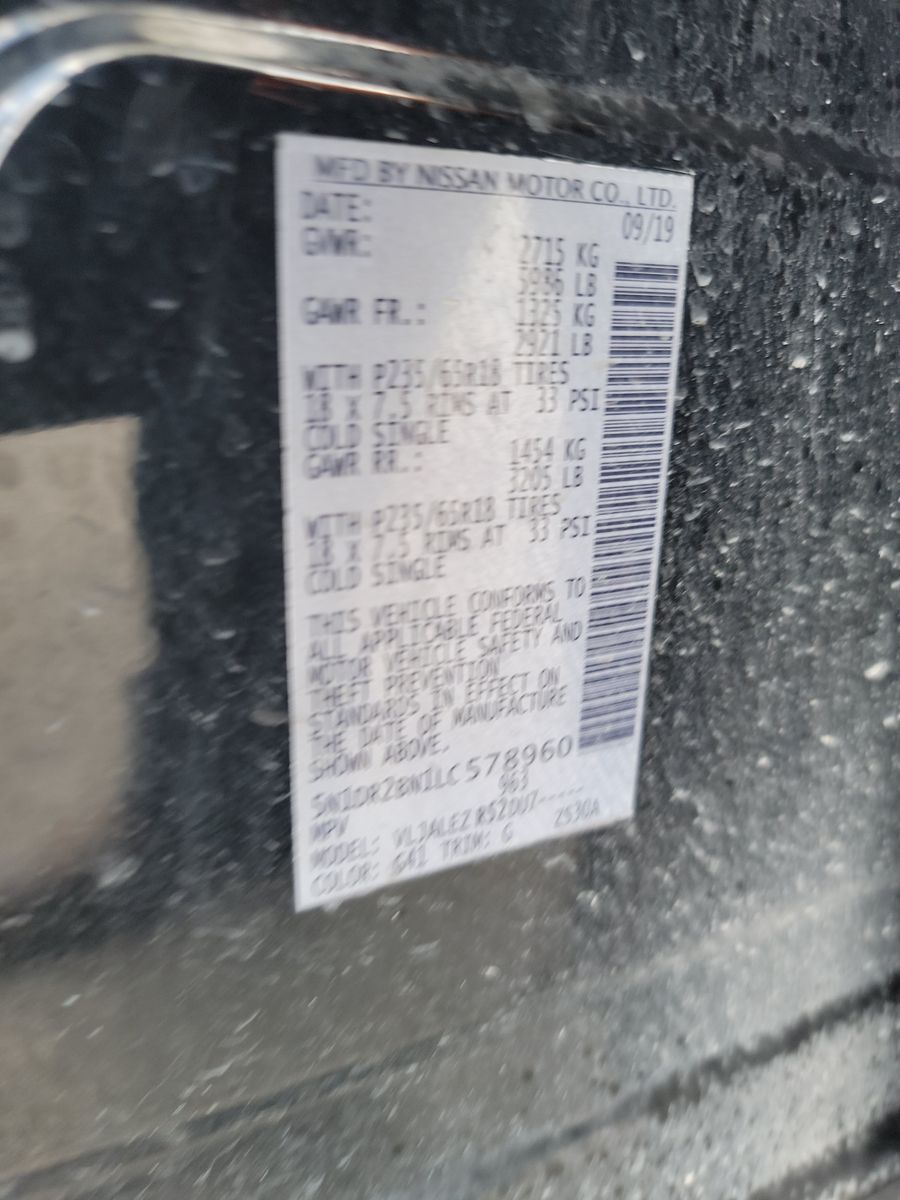 MFD BY NISSAN MOTOR CO., LTD.
DATE: 09/19
GVWR: 2715 KG
5986 LB
GAWR FR.: 1325 KG
2921 LB
WITH P235/65R18 TIRES
18 X 7.5 RIMS AT 33 PSI
COLD SINGLE
GAWR RR.: 1454 KG
3205 LB
WITH P235/65R18 TIRES
18 X 7.5 RIMS AT 33 PSI
COLD SINGLE
THIS VEHICLE CONFORMS TO
ALL APPLICABLE FEDERAL
MOTOR VEHICLE SAFETY AND
THEFT PREVENTION
STANDARDS IN EFFECT ON
THE DATE OF MANUFACTURE
SHOWN ABOVE.
5N1DR2BN1LC578960
MPV 963
MODEL:
COLOR: G41 TRIM: G